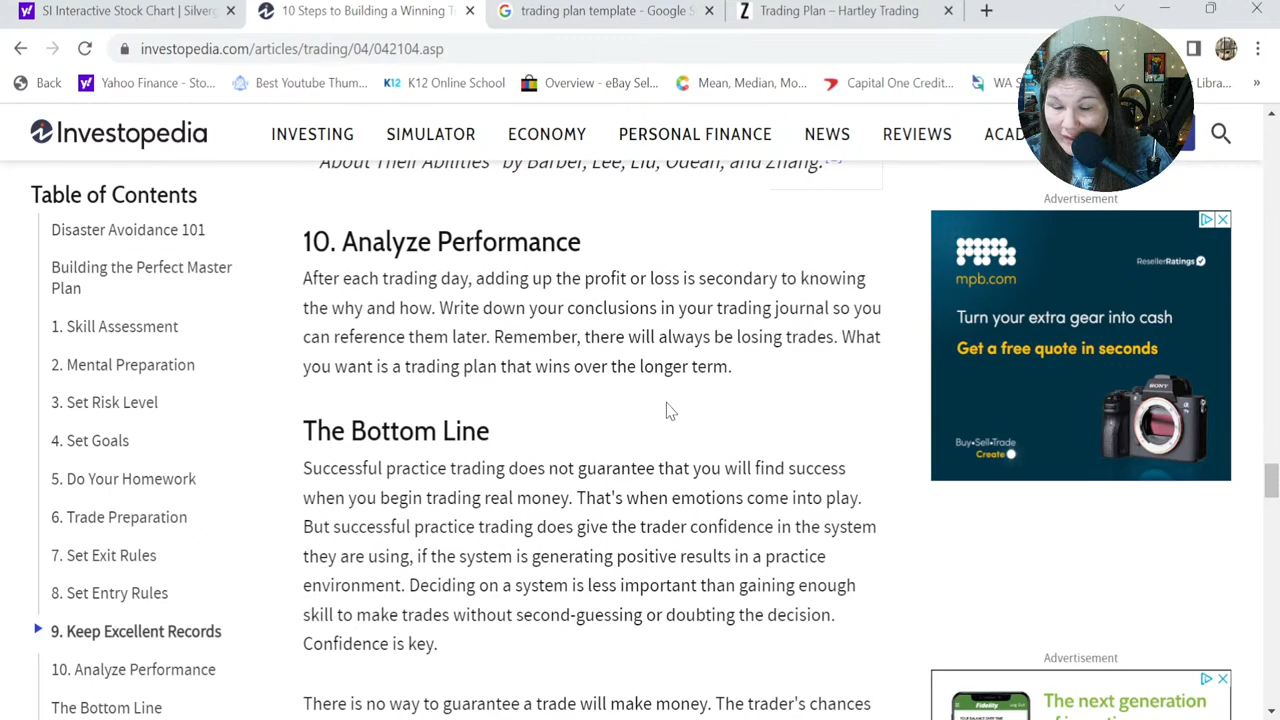 SI Interactive Stock Chart | Silverg
10 Steps to Building a Winning T
trading plan template - Google S
Trading Plan – Hartley Trading
investopedia.com/articles/trading/04/042104.asp
Back
Yahoo Finance - Sto...
Best Youtube Thum...
K12 K12 Online School
Overview - eBay Sel...
Mean, Median, Mo...
Capital One Credit...
WA S
Libra...
»
Investopedia
INVESTING
SIMULATOR
ECONOMY
PERSONAL FINANCE
NEWS
REVIEWS
ACAD
About Their Abilities" by Barber, Lee, Liu, Odean, and Zhang.
Table of Contents
Disaster Avoidance 101
Building the Perfect Master
Plan
1. Skill Assessment
2. Mental Preparation
3. Set Risk Level
4. Set Goals
5. Do Your Homework
6. Trade Preparation
7. Set Exit Rules
8. Set Entry Rules
9. Keep Excellent Records
10. Analyze Performance
The Bottom Line
10. Analyze Performance
After each trading day, adding up the profit or loss is secondary to knowing
the why and how. Write down your conclusions in your trading journal so you
can reference them later. Remember, there will always be losing trades. What
you want is a trading plan that wins over the longer term.
The Bottom Line
Successful practice trading does not guarantee that you will find success
when you begin trading real money. That's when emotions come into play.
But successful practice trading does give the trader confidence in the system
they are using, if the system is generating positive results in a practice
environment. Deciding on a system is less important than gaining enough
skill to make trades without second-guessing or doubting the decision.
Confidence is key.
There is no way to guarantee a trade will make money. The trader's chances
Advertisement
mpb.com
ResellerRatings
Turn your extra gear into cash
Get a free quote in seconds
SONY
Buy•Sell•Trade
Create
Advertisement
Fidelity
The next generation